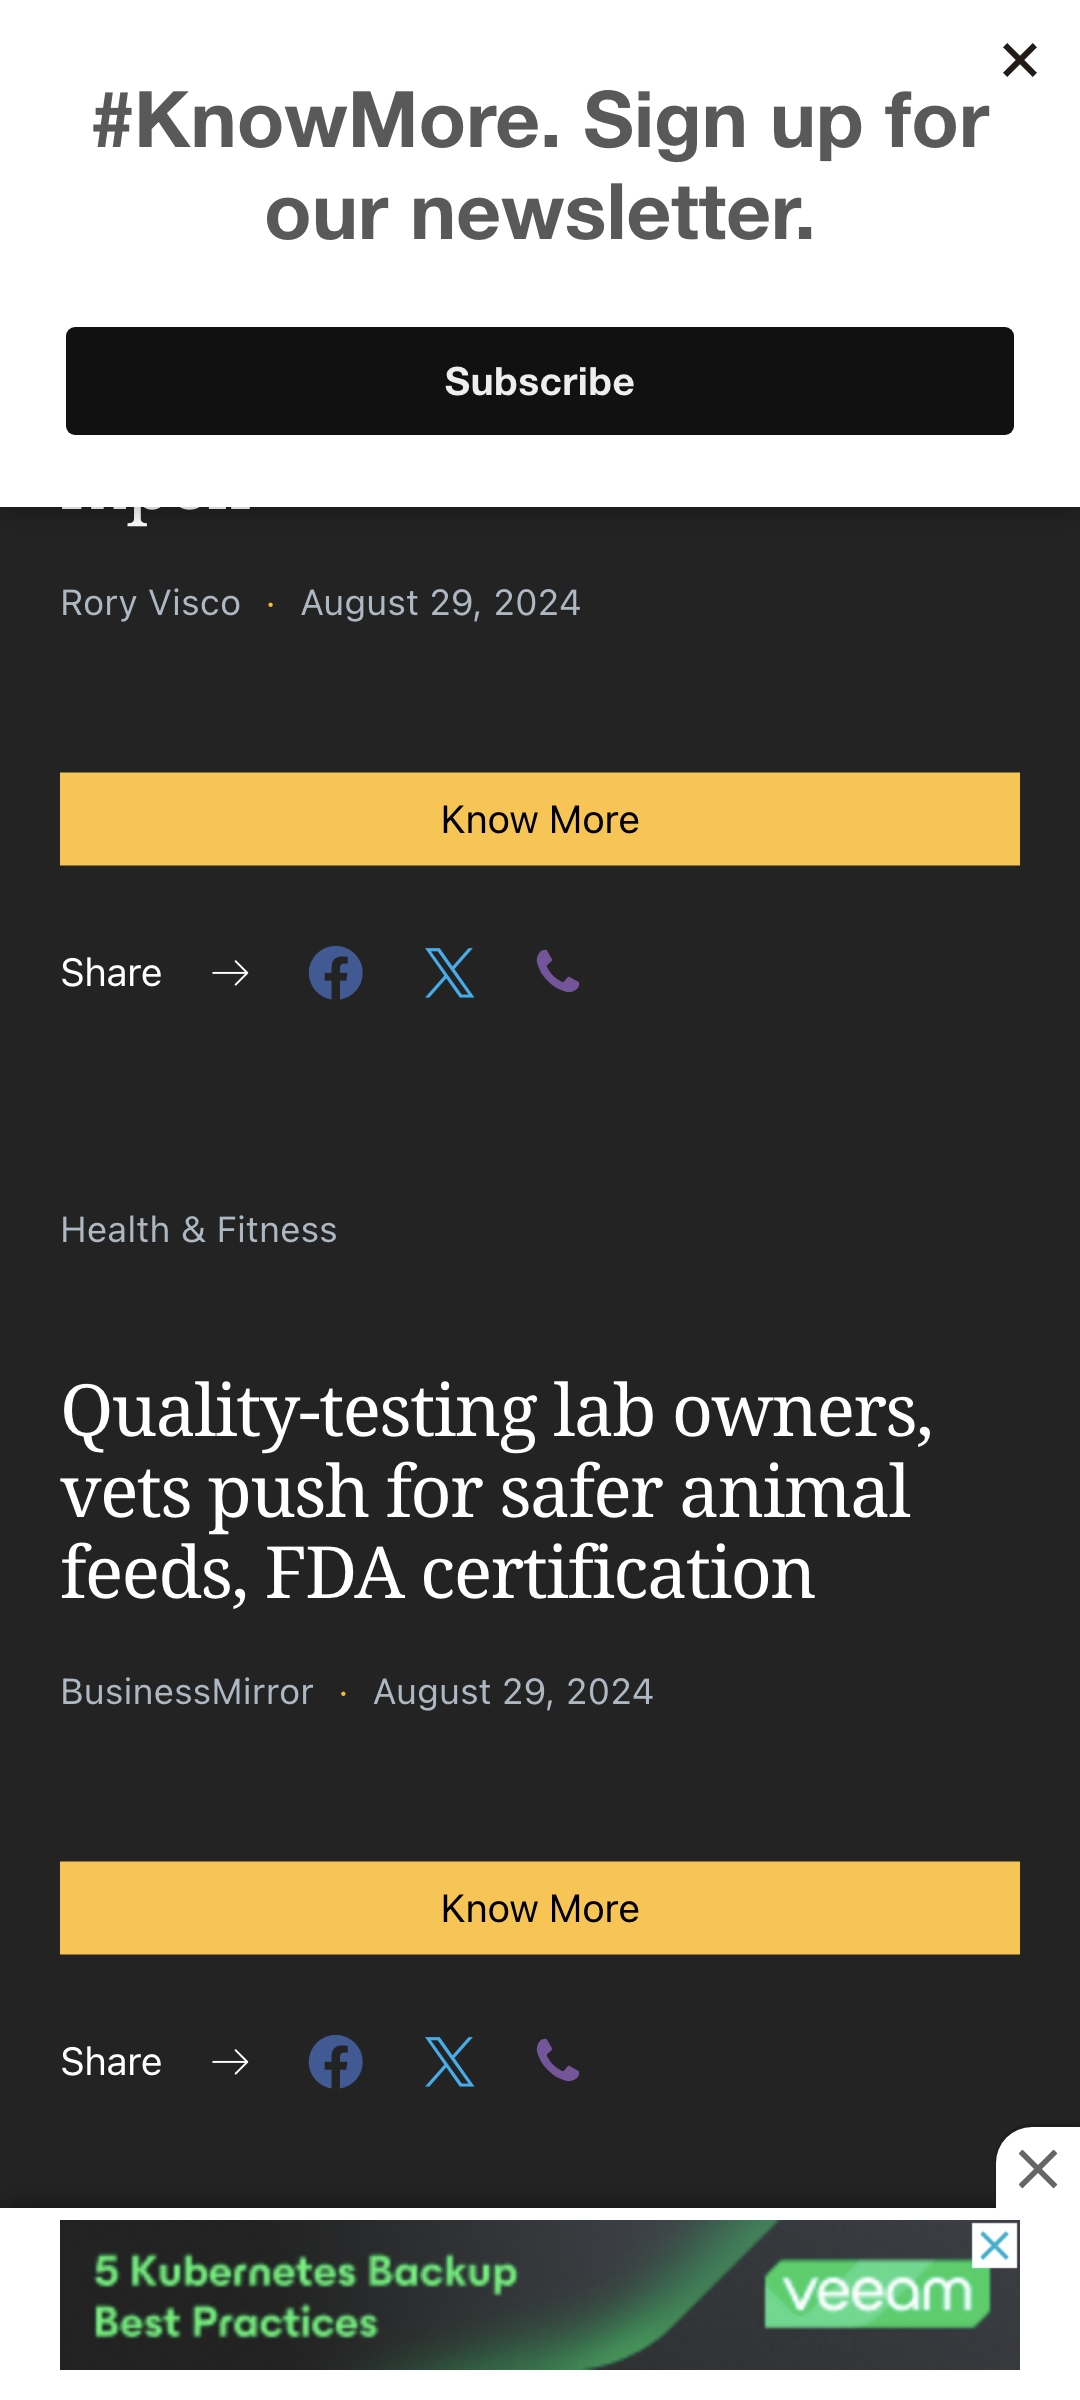 #KnowMore. Sign up for
our newsletter.
Subscribe
Rory Visco · August 29, 2024
Know More
Share
Health & Fitness
Quality-testing lab owners,
vets push for safer animal
feeds, FDA certification
BusinessMirror · August 29, 2024
Know More
Share
5 Kubernetes Backup
Best Practices
veeam